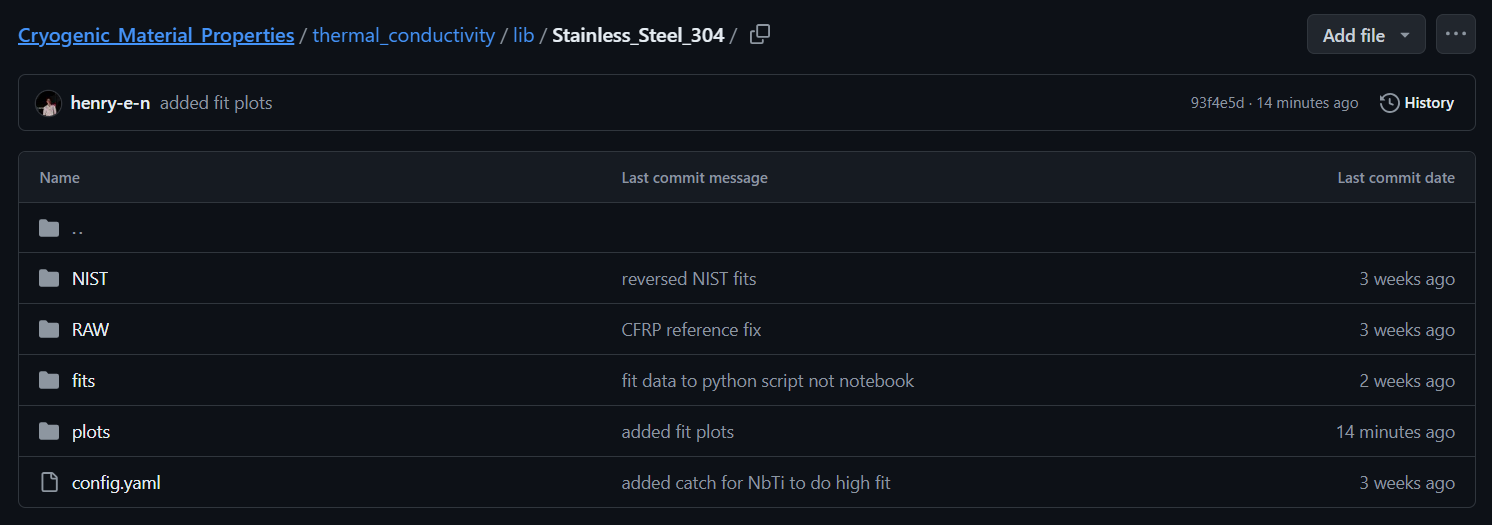 Cryogenic_Material_Properties / thermal_conductivity / lib / Stainless_Steel_304 / Add file ...
henry-e-n added fit plots 93f4e5d · 14 minutes ago History
Name Last commit message Last commit date
..
NIST reversed NIST fits 3 weeks ago
RAW CFRP reference fix 3 weeks ago
fits fit data to python script not notebook 2 weeks ago
plots added fit plots 14 minutes ago
config.yaml added catch for NbTi to do high fit 3 weeks ago